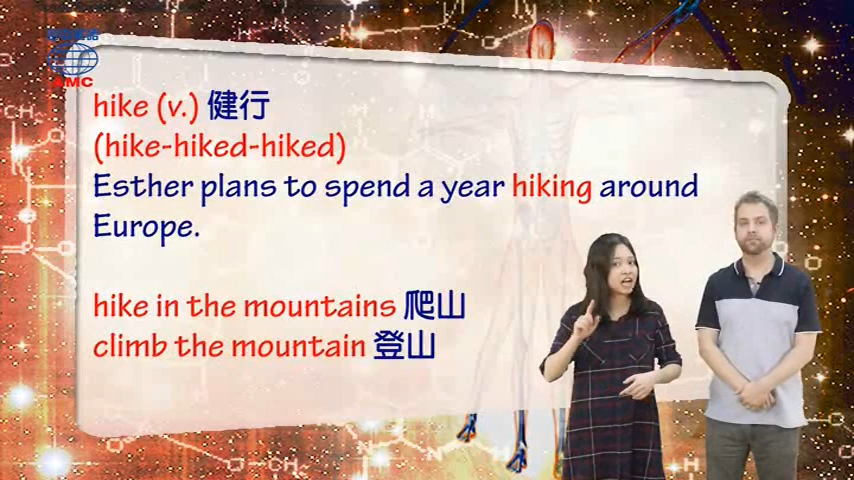 AMC
hike (v.) 健行
(hike-hiked-hiked)
Esther plans to spend a year hiking around
Europe.
hike in the mountains 爬山
climb the mountain 登山